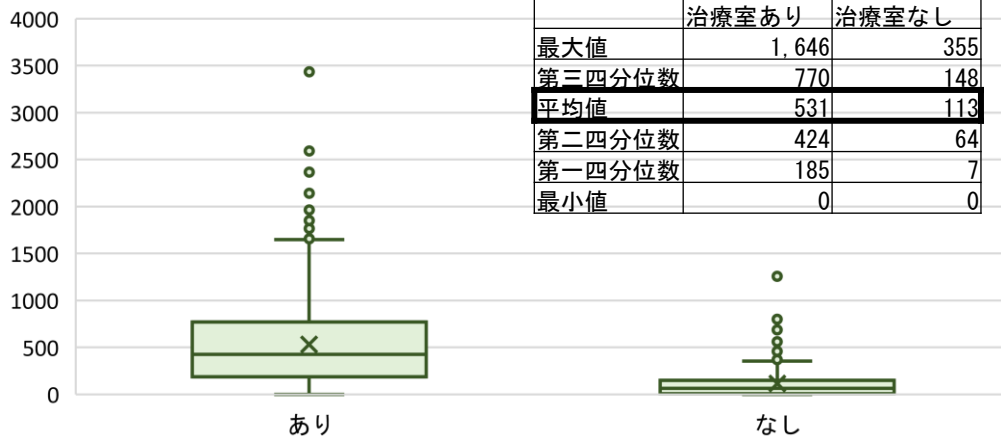 治療室あり 治療室なし
最大値 1,646 355
第三四分位数 770 148
平均値 531 113
第二四分位数 424 64
第一四分位数 185 7
最小値 0 0
4000
3500
3000
2500
2000
1500
1000
500
0
あり なし